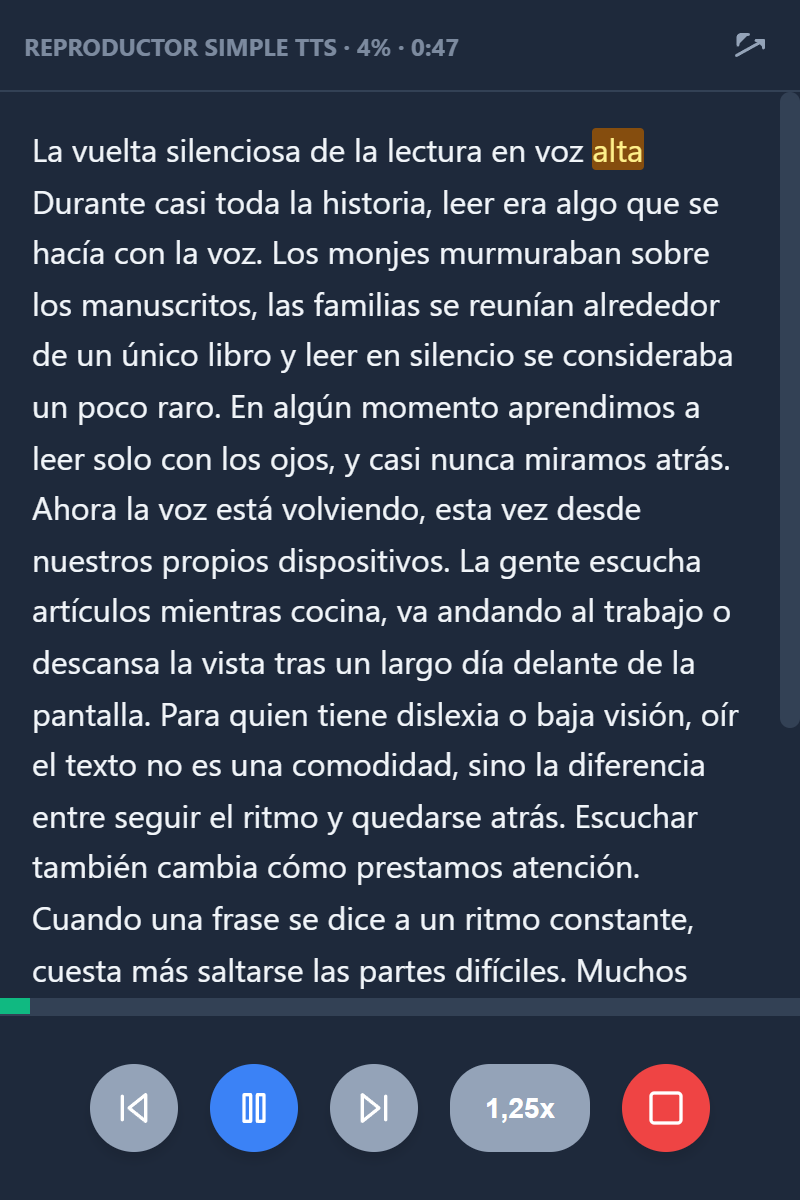 REPRODUCTOR SIMPLE TTS · 4% · 0:47
La vuelta silenciosa de la lectura en voz alta
Durante casi toda la historia, leer era algo que se
hacía con la voz. Los monjes murmuraban sobre
los manuscritos, las familias se reunían alrededor
de un único libro y leer en silencio se consideraba
un poco raro. En algún momento aprendimos a
leer solo con los ojos, y casi nunca miramos atrás.
Ahora la voz está volviendo, esta vez desde
nuestros propios dispositivos. La gente escucha
artículos mientras cocina, va andando al trabajo o
descansa la vista tras un largo día delante de la
pantalla. Para quien tiene dislexia o baja visión, oír
el texto no es una comodidad, sino la diferencia
entre seguir el ritmo y quedarse atrás. Escuchar
también cambia cómo prestamos atención.
Cuando una frase se dice a un ritmo constante,
cuesta más saltarse las partes difíciles. Muchos
1,25x